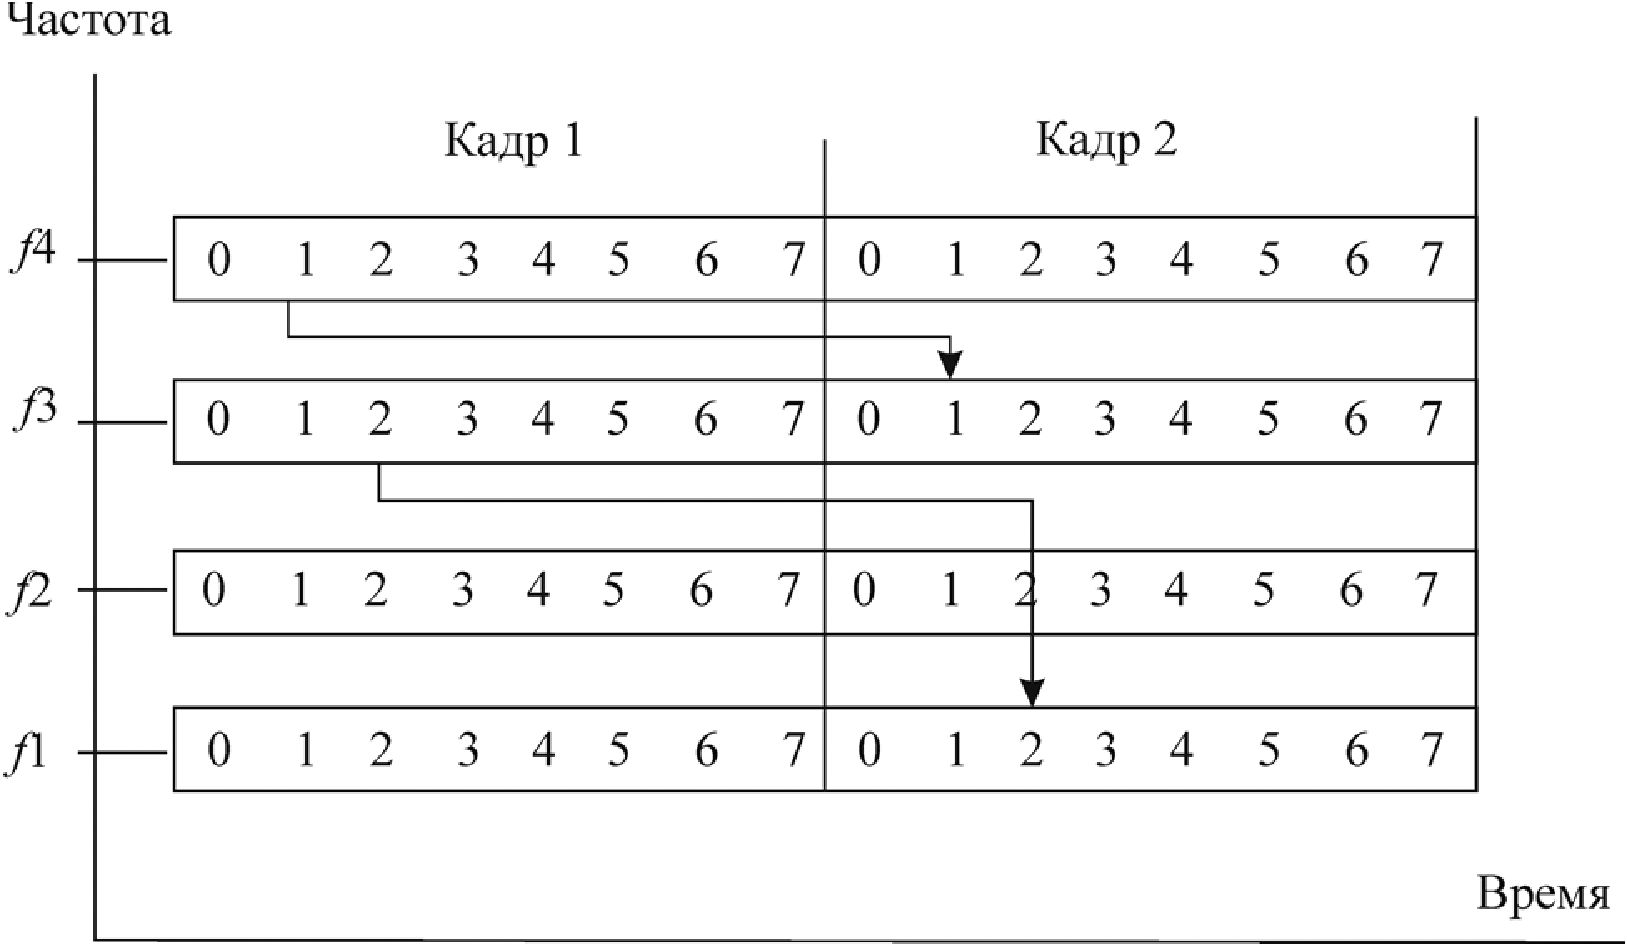 Частота
Кадр 1 Кадр 2
f4 0 1 2 3 4 5 6 7 0 1 2 3 4 5 6 7
f3 0 1 2 3 4 5 6 7 0 1 2 3 4 5 6 7
f2 0 1 2 3 4 5 6 7 0 1 2 3 4 5 6 7
f1 0 1 2 3 4 5 6 7 0 1 2 3 4 5 6 7
Время